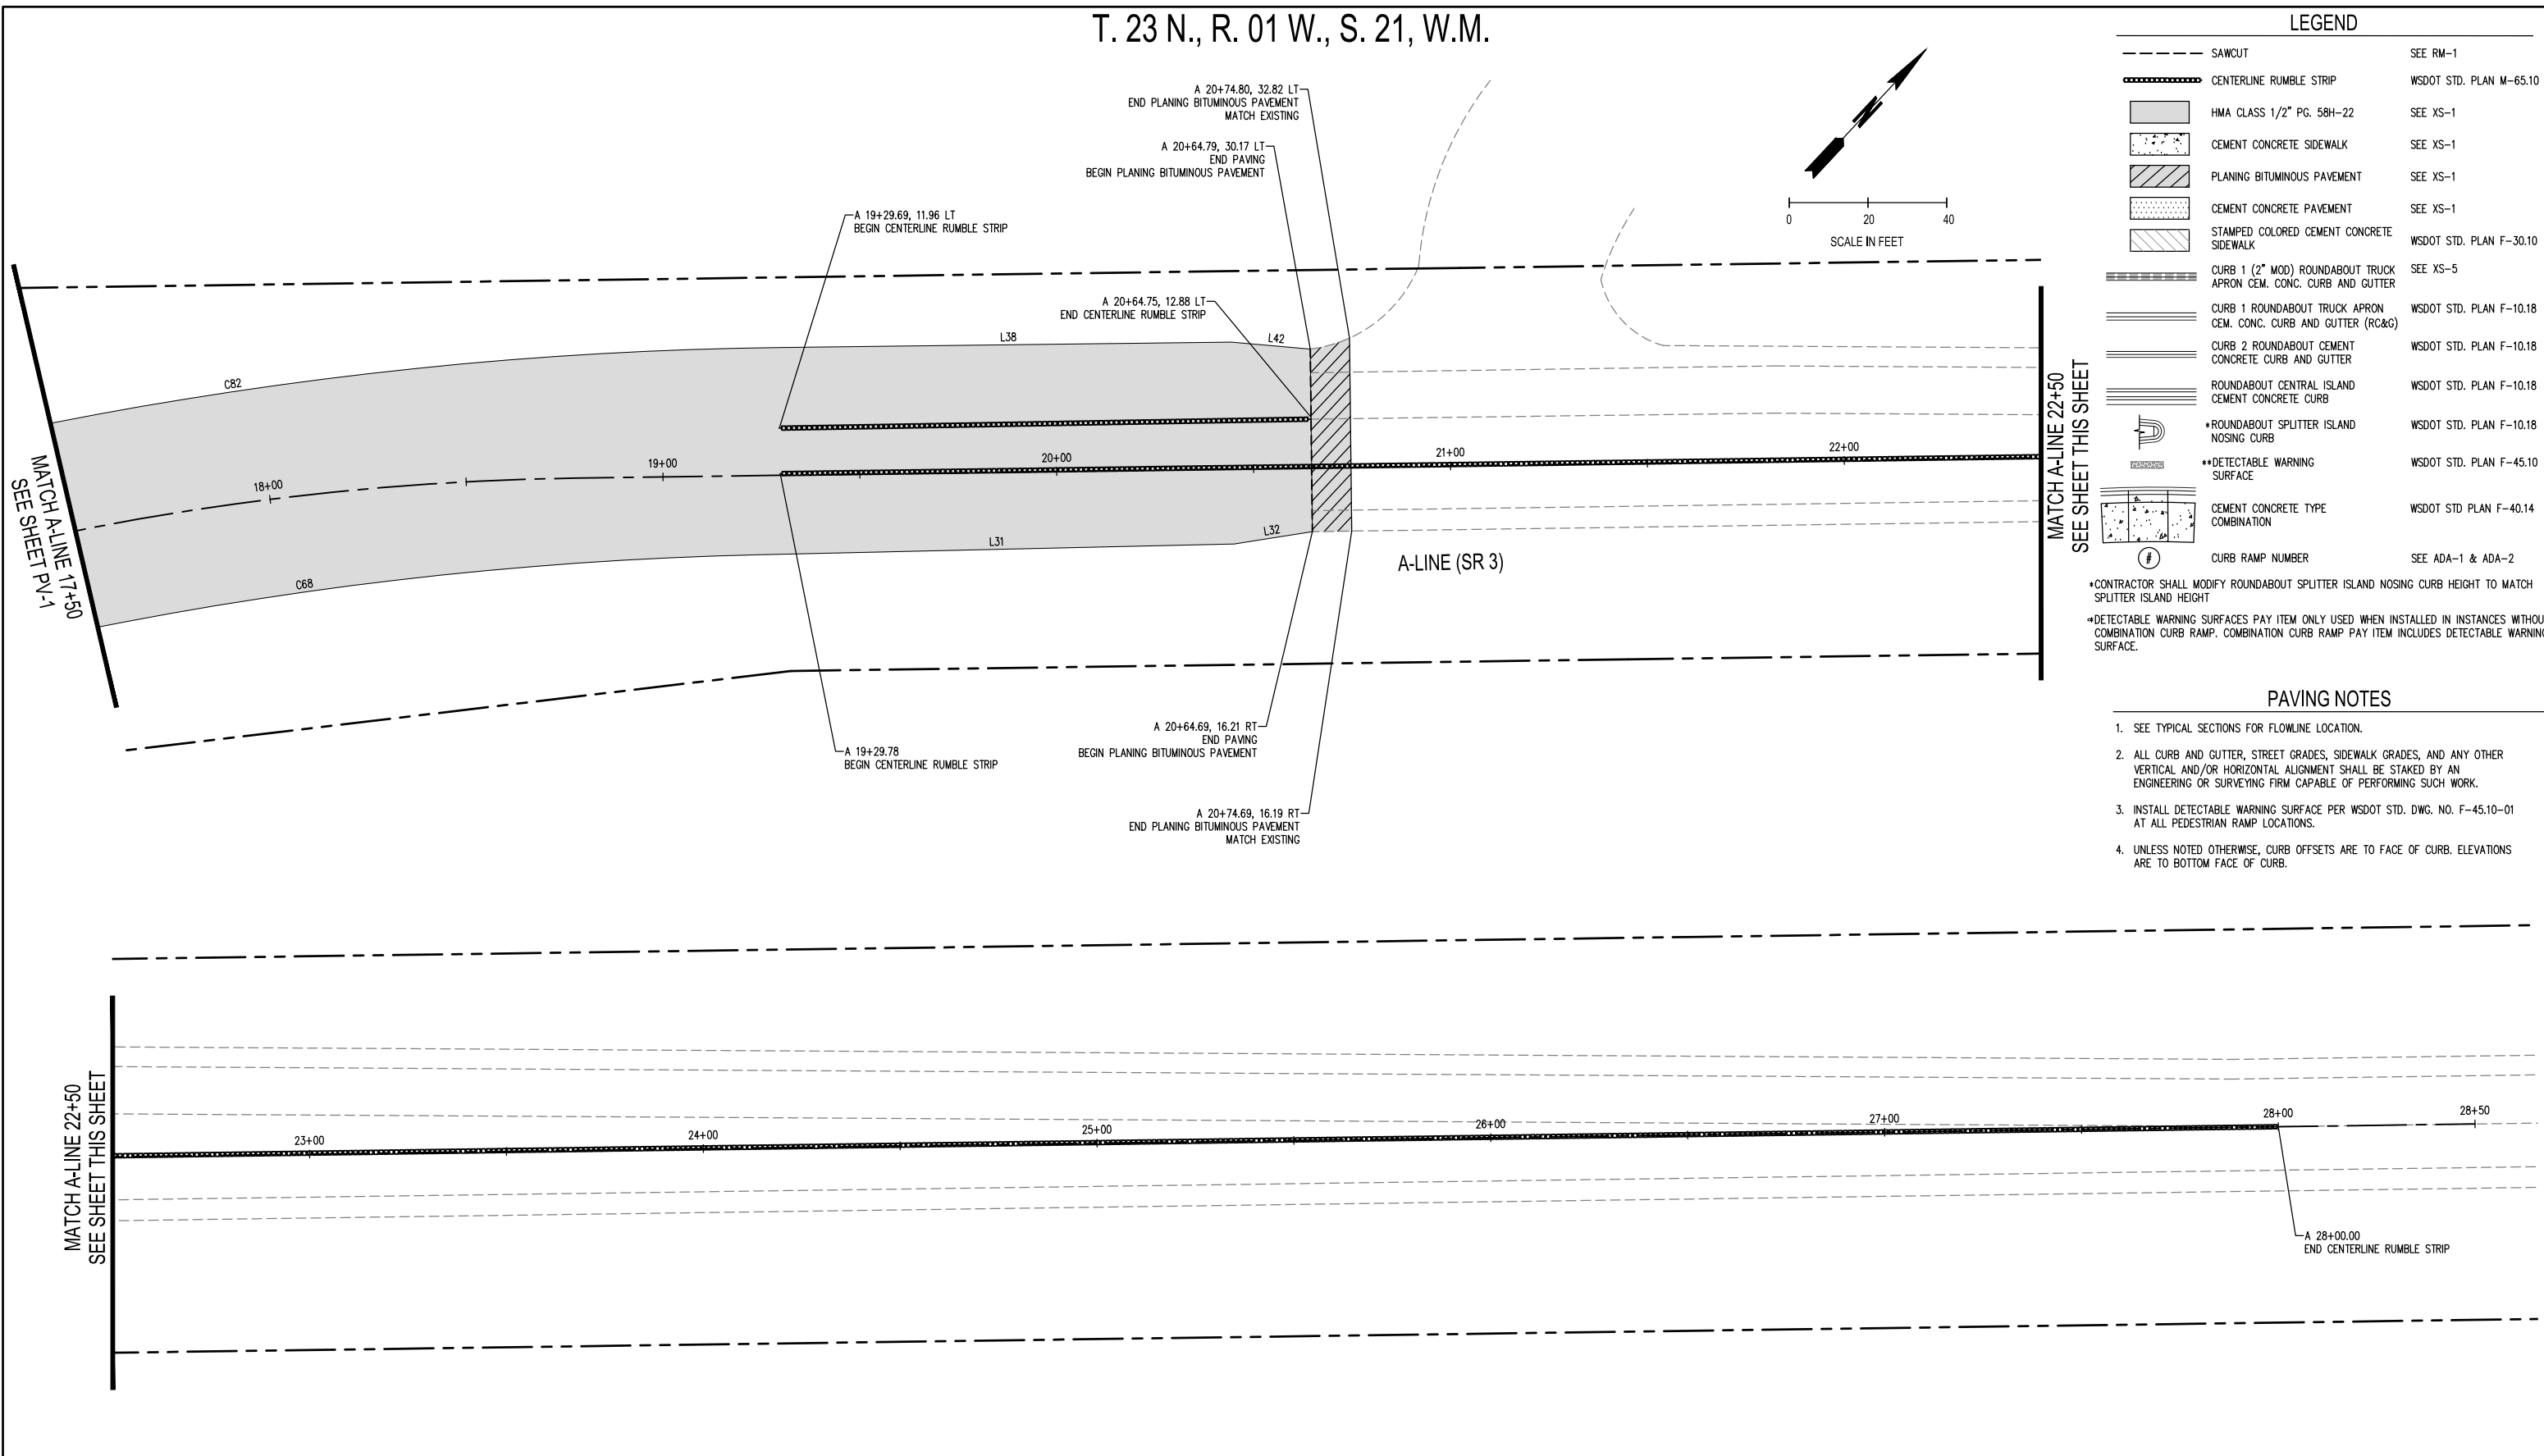 T. 23 N., R. 01 W., S. 21, W.M.
A 20+74.80, 32.82 LT
END PLANING BITUMINOUS PAVEMENT
MATCH EXISTING
A 20+64.79, 30.17 LT
END PAVING
BEGIN PLANING BITUMINOUS PAVEMENT
A 19+29.69, 11.96 LT
BEGIN CENTERLINE RUMBLE STRIP
A 20+64.75, 12.88 LT
END CENTERLINE RUMBLE STRIP
0 20 40
SCALE IN FEET
L38
L42
C82
18+00
19+00
20+00
21+00
22+00
L31
L32
C68
A-LINE (SR 3)
MATCH A-LINE 17+50
SEE SHEET PV-1
MATCH A-LINE 22+50
SEE SHEET THIS SHEET
A 19+29.78
BEGIN CENTERLINE RUMBLE STRIP
A 20+64.69, 16.21 RT
END PAVING
BEGIN PLANING BITUMINOUS PAVEMENT
A 20+74.69, 16.19 RT
END PLANING BITUMINOUS PAVEMENT
MATCH EXISTING
LEGEND
SAWCUT SEE RM-1
CENTERLINE RUMBLE STRIP WSDOT STD. PLAN M-65.10
HMA CLASS 1/2" PG. 58H-22 SEE XS-1
CEMENT CONCRETE SIDEWALK SEE XS-1
PLANING BITUMINOUS PAVEMENT SEE XS-1
CEMENT CONCRETE PAVEMENT SEE XS-1
STAMPED COLORED CEMENT CONCRETE
SIDEWALK WSDOT STD. PLAN F-30.10
CURB 1 (2" MOD) ROUNDABOUT TRUCK SEE XS-5
APRON CEM. CONC. CURB AND GUTTER
CURB 1 ROUNDABOUT TRUCK APRON WSDOT STD. PLAN F-10.18
CEM. CONC. CURB AND GUTTER (RC&G)
CURB 2 ROUNDABOUT CEMENT WSDOT STD. PLAN F-10.18
CONCRETE CURB AND GUTTER
ROUNDABOUT CENTRAL ISLAND WSDOT STD. PLAN F-10.18
CEMENT CONCRETE CURB
*ROUNDABOUT SPLITTER ISLAND WSDOT STD. PLAN F-10.18
NOSING CURB
**DETECTABLE WARNING WSDOT STD. PLAN F-45.10
SURFACE
CEMENT CONCRETE TYPE WSDOT STD PLAN F-40.14
COMBINATION
# CURB RAMP NUMBER SEE ADA-1 & ADA-2
*CONTRACTOR SHALL MODIFY ROUNDABOUT SPLITTER ISLAND NOSING CURB HEIGHT TO MATCH
SPLITTER ISLAND HEIGHT
**DETECTABLE WARNING SURFACES PAY ITEM ONLY USED WHEN INSTALLED IN INSTANCES WITHOU
COMBINATION CURB RAMP. COMBINATION CURB RAMP PAY ITEM INCLUDES DETECTABLE WARNING
SURFACE.
PAVING NOTES
1. SEE TYPICAL SECTIONS FOR FLOWLINE LOCATION.
2. ALL CURB AND GUTTER, STREET GRADES, SIDEWALK GRADES, AND ANY OTHER
VERTICAL AND/OR HORIZONTAL ALIGNMENT SHALL BE STAKED BY AN
ENGINEERING OR SURVEYING FIRM CAPABLE OF PERFORMING SUCH WORK.
3. INSTALL DETECTABLE WARNING SURFACE PER WSDOT STD. DWG. NO. F-45.10-01
AT ALL PEDESTRIAN RAMP LOCATIONS.
4. UNLESS NOTED OTHERWISE, CURB OFFSETS ARE TO FACE OF CURB. ELEVATIONS
ARE TO BOTTOM FACE OF CURB.
MATCH A-LINE 22+50
SEE SHEET THIS SHEET
23+00
24+00
25+00
26+00
27+00
28+00
28+50
A 28+00.00
END CENTERLINE RUMBLE STRIP